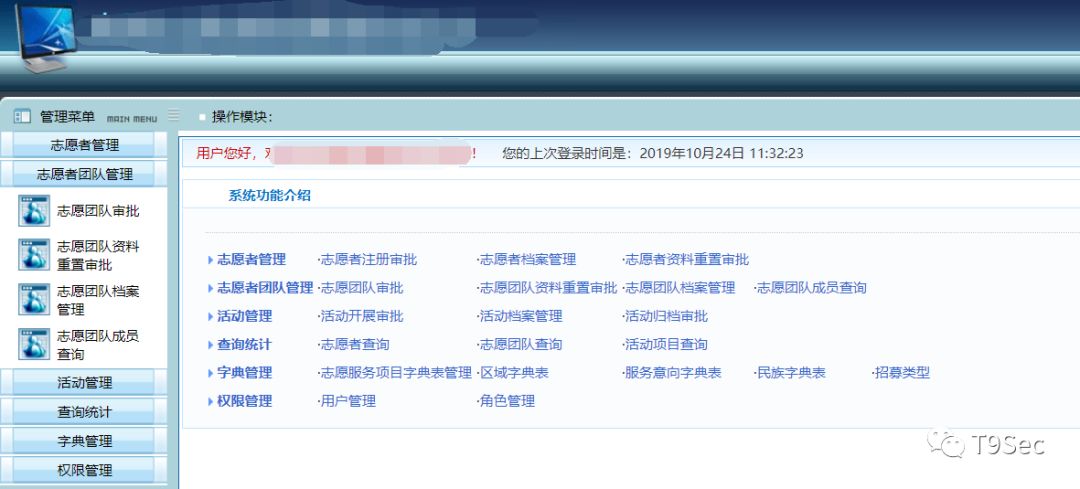 管理菜单 MAIN MENU
操作模块：
志愿者管理
志愿者团队管理
志愿团队审批
志愿团队资料
重置审批
志愿团队档案
管理
志愿团队成员
查询
活动管理
查询统计
字典管理
权限管理
用户您好，
！ 您的上次登录时间是：2019年10月24日 11:32:23
系统功能介绍
志愿者管理 ·志愿者注册审批 ·志愿者档案管理 ·志愿者资料重置审批
志愿者团队管理 ·志愿团队审批 ·志愿团队资料重置审批 ·志愿团队档案管理 ·志愿团队成员查询
活动管理 ·活动开展审批 ·活动档案管理 ·活动归档审批
查询统计 ·志愿者查询 ·志愿团队查询 ·活动项目查询
字典管理 ·志愿服务项目字典表管理 ·区域字典表 ·服务意向字典表 ·民族字典表 ·招募类型
权限管理 ·用户管理 ·角色管理
T9Sec